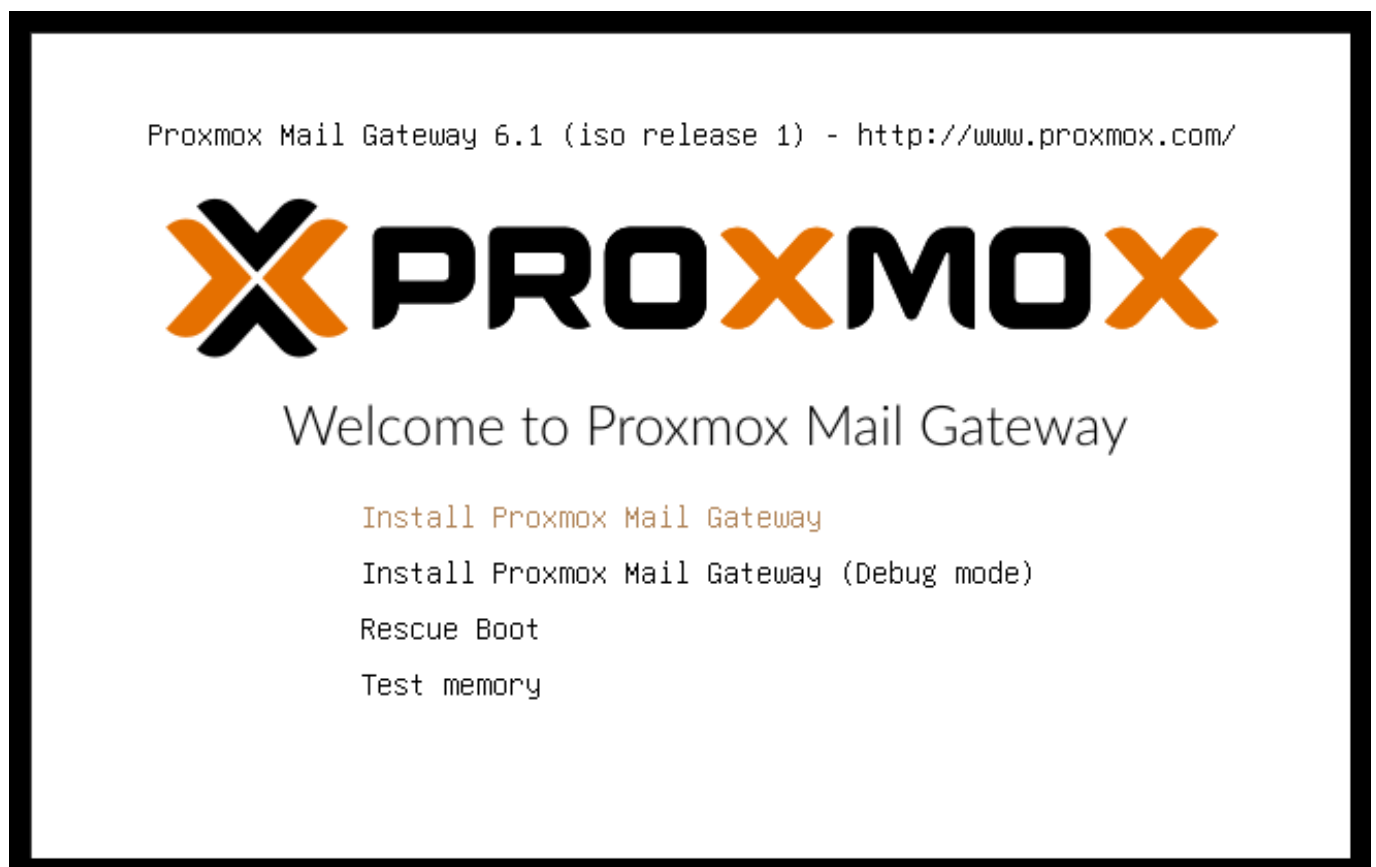 Proxmox Mail Gateway 6.1 (iso release 1) - http://www.proxmox.com/
PROXMOX
Welcome to Proxmox Mail Gateway
Install Proxmox Mail Gateway
Install Proxmox Mail Gateway (Debug mode)
Rescue Boot
Test memory